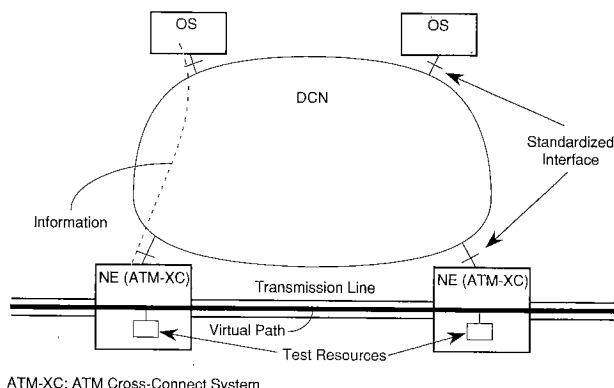 OS
OS
DCN
Standardized
Interface
Information
NE (ATM-XC)
Transmission Line
NE (ATM-XC)
Virtual Path
Test Resources
ATM-XC: ATM Cross-Connect System